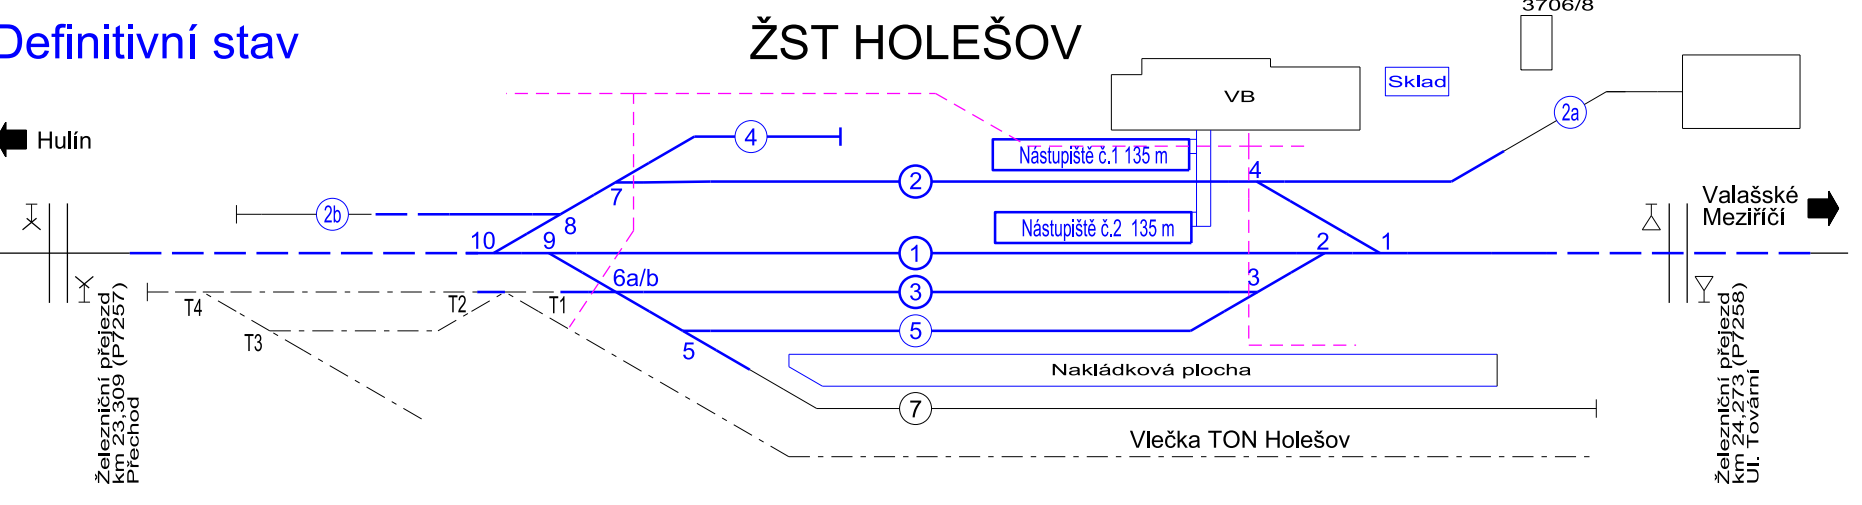 Definitivní stav
ŽST HOLEŠOV
3706/8
VB
Sklad
2a
Hulín
4
Nástupiště č.1 135 m
4
2
7
2b
8
Nástupiště č.2 135 m
Valašské
Meziříčí
10
9
1
2
1
6a/b
3
3
T4
T2
T1
T3
5
5
Nakládková plocha
7
Vlečka TON Holešov
Železniční přejezd
km 23,309 (P7257)
Přechod
Železniční přejezd
km 24,273 (P7258)
Ul. Tovární